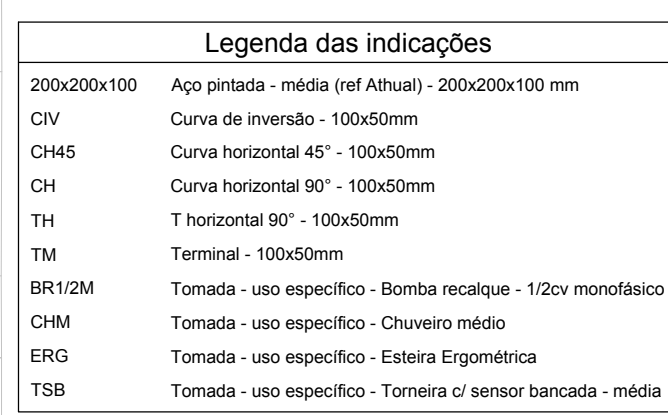 Legenda das indicações
200x200x100 Aço pintada - média (ref Athual) - 200x200x100 mm
CIV Curva de inversão - 100x50mm
CH45 Curva horizontal 45° - 100x50mm
CH Curva horizontal 90° - 100x50mm
TH T horizontal 90° - 100x50mm
TM Terminal - 100x50mm
BR1/2M Tomada - uso específico - Bomba recalque - 1/2cv monofásico
CHM Tomada - uso específico - Chuveiro médio
ERG Tomada - uso específico - Esteira Ergométrica
TSB Tomada - uso específico - Torneira c/ sensor bancada - média